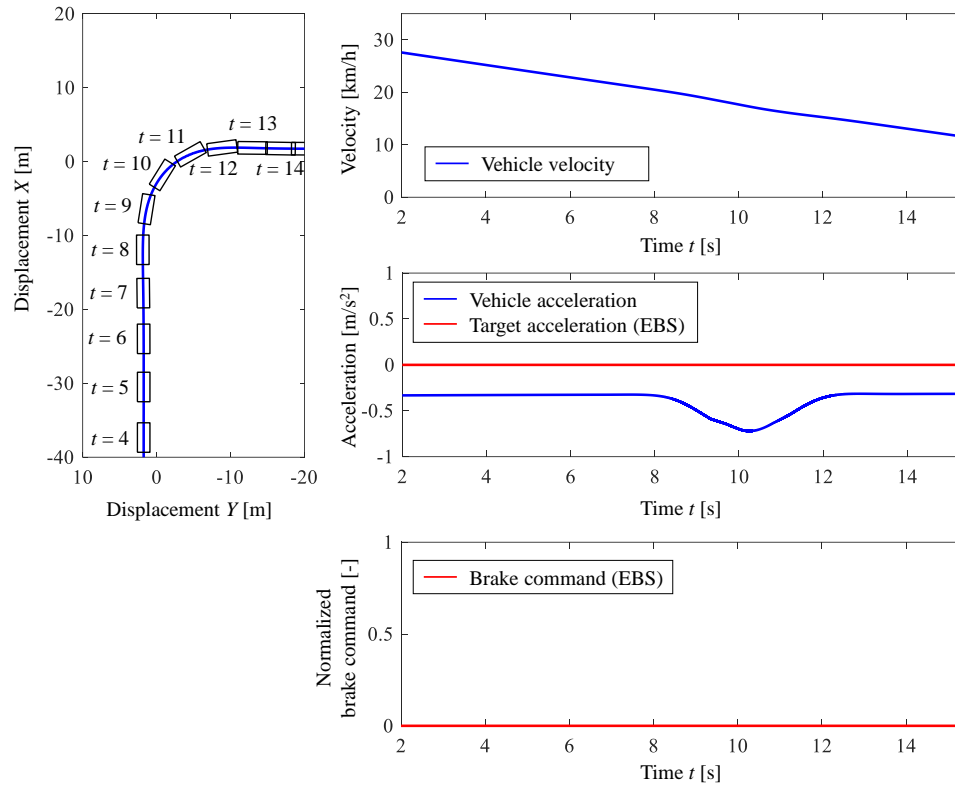 20
10
0
-10
-20
-30
-40
10
0
-10
-20
Displacement X [m]
Displacement Y [m]
t = 13
t = 11
t = 10
t = 12
t = 14
t = 9
t = 8
t = 7
t = 6
t = 5
t = 4
30
20
10
0
Velocity [km/h]
Vehicle velocity
2
4
6
8
10
12
14
Time t [s]
1
0.5
0
-0.5
-1
Acceleration [m/s²]
Vehicle acceleration
Target acceleration (EBS)
2
4
6
8
10
12
14
Time t [s]
1
0.5
0
Normalized
brake command [-]
Brake command (EBS)
2
4
6
8
10
12
14
Time t [s]